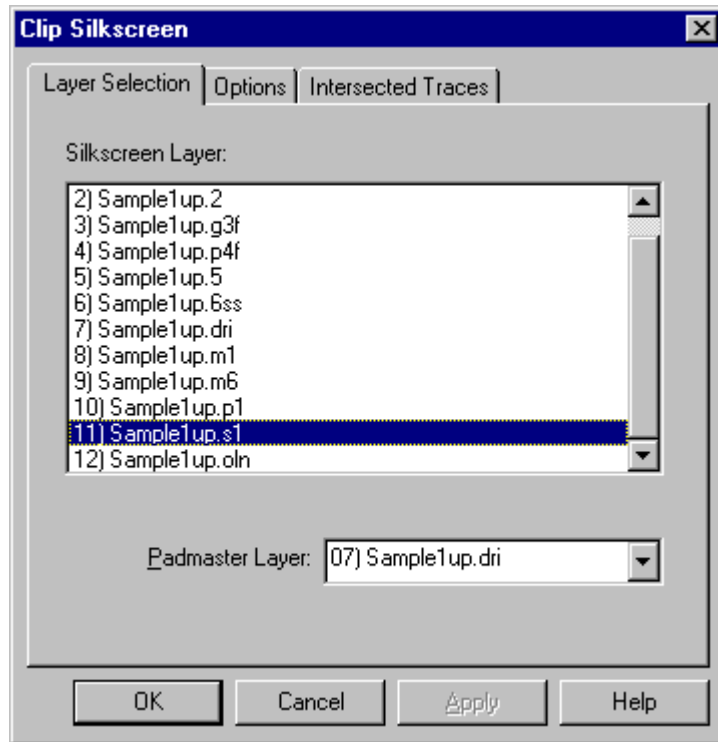 Clip Silkscreen
Layer Selection Options Intersected Traces
Silkscreen Layer:
2) Sample1up.2
3) Sample1up.g3f
4) Sample1up.p4f
5) Sample1up.5
6) Sample1up.6ss
7) Sample1up.dri
8) Sample1up.m1
9) Sample1up.m6
10) Sample1up.p1
11) Sample1up.s1
12) Sample1up.oln
Padmaster Layer: 07) Sample1up.dri
OK Cancel Apply Help